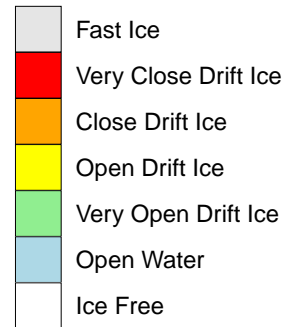 Fast Ice
Very Close Drift Ice
Close Drift Ice
Open Drift Ice
Very Open Drift Ice
Open Water
Ice Free